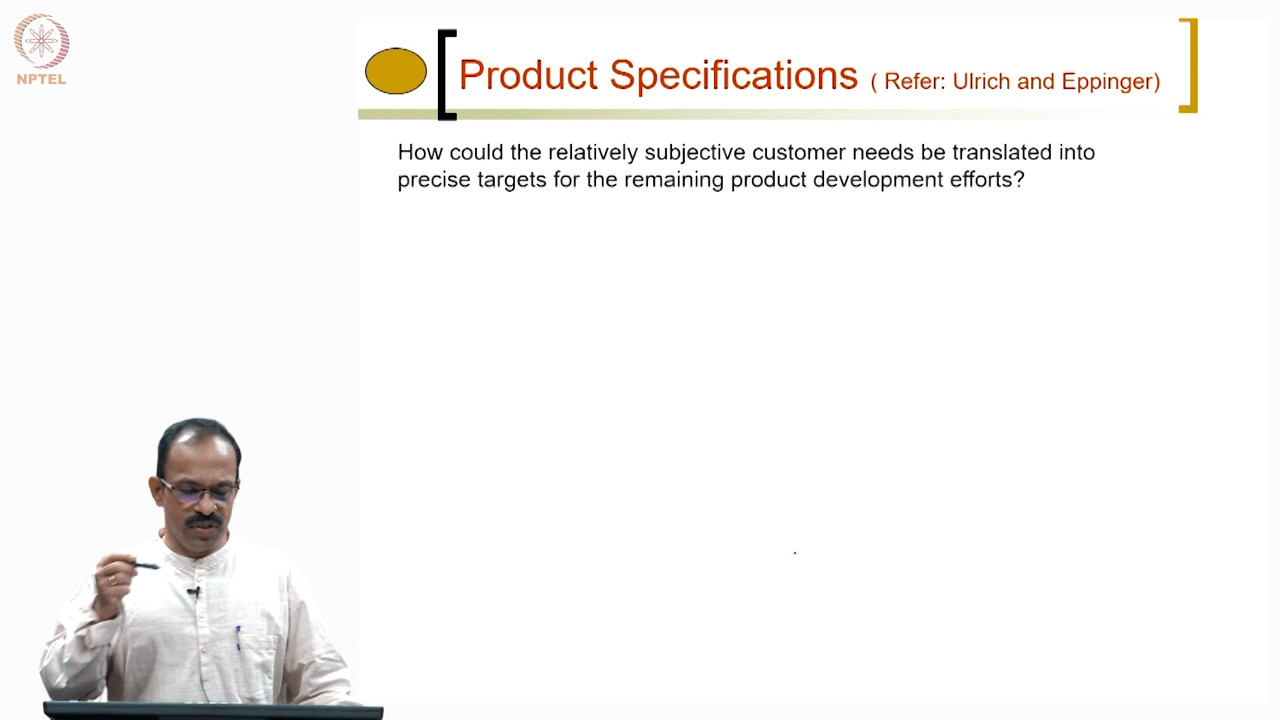 NPTEL
Product Specifications ( Refer: Ulrich and Eppinger)
How could the relatively subjective customer needs be translated into
precise targets for the remaining product development efforts?